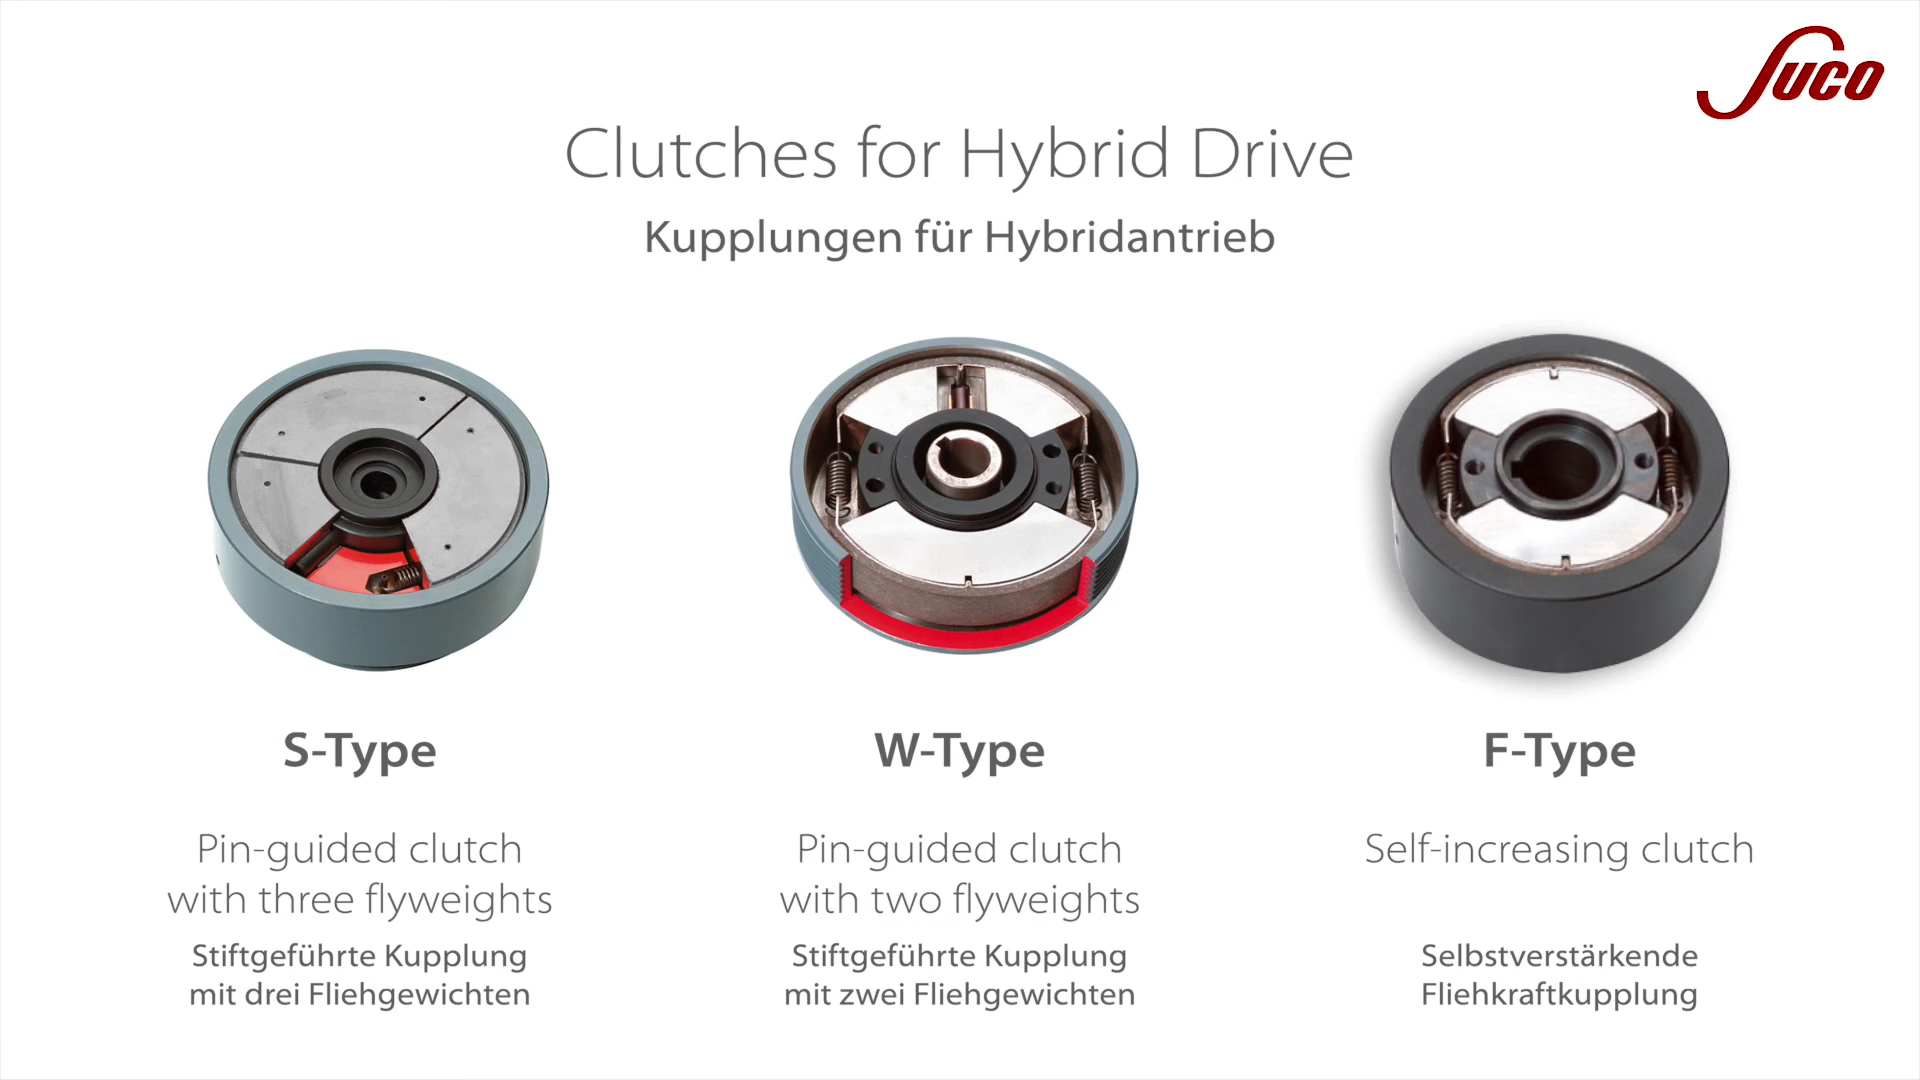 Suco
Clutches for Hybrid Drive
Kupplungen für Hybridantrieb
S-Type
Pin-guided clutch
with three flyweights
Stiftgeführte Kupplung
mit drei Fliehgewichten
W-Type
Pin-guided clutch
with two flyweights
Stiftgeführte Kupplung
mit zwei Fliehgewichten
F-Type
Self-increasing clutch
Selbstverstärkende
Fliehkraftkupplung